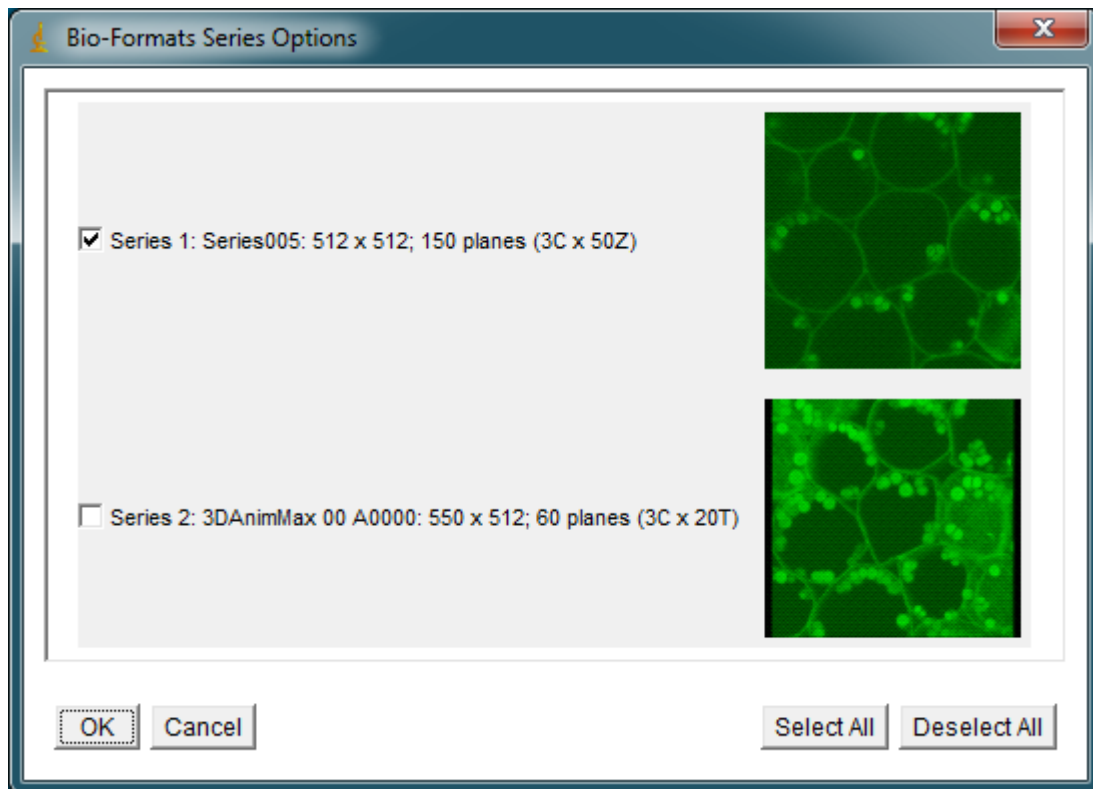 Bio-Formats Series Options
Series 1: Series005: 512 x 512; 150 planes (3C x 50Z)
Series 2: 3DAnimMax 00 A0000: 550 x 512; 60 planes (3C x 20T)
OK Cancel Select All Deselect All